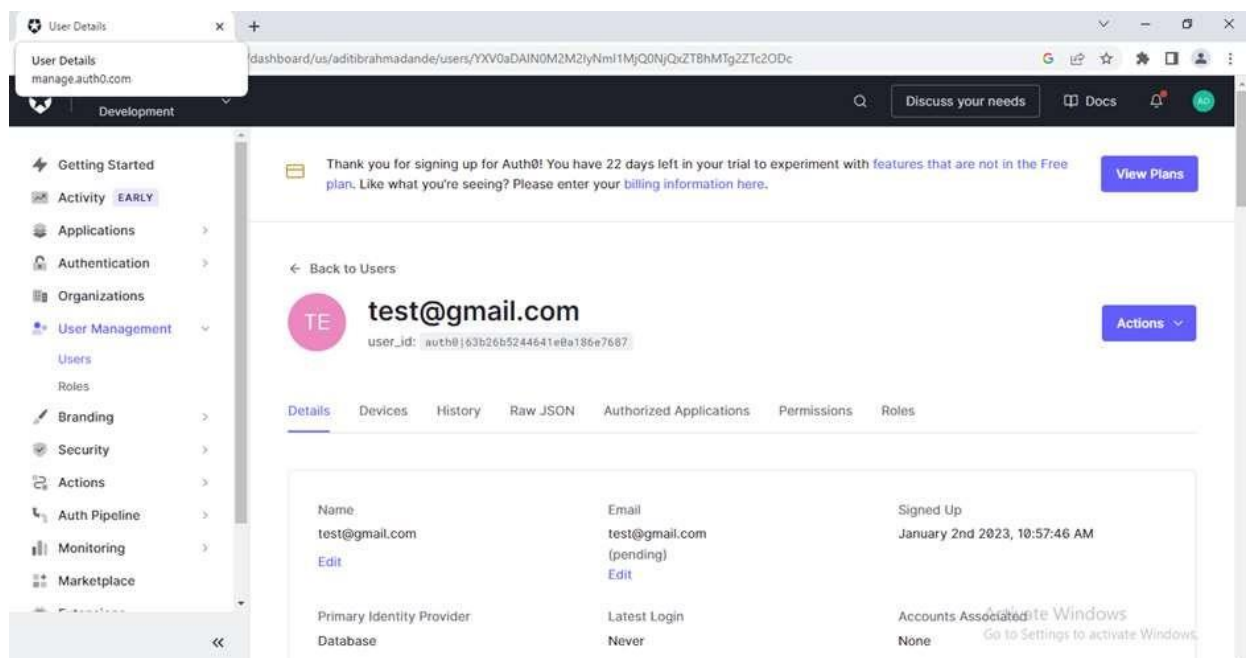 User Details
User Details
manage.auth0.com
/dashboard/us/aditibrahmadande/users/
Development
Discuss your needs
Docs
AD
Getting Started
Activity EARLY
Applications
Authentication
Organizations
User Management
Users
Roles
Branding
Security
Actions
Auth Pipeline
Monitoring
Marketplace
Thank you for signing up for Auth0! You have 22 days left in your trial to experiment with features that are not in the Free
plan. Like what you're seeing? Please enter your billing information here.
View Plans
← Back to Users
TE
test@gmail.com
user_id: auth0|63b26b5244641e0a186e7687
Actions
Details Devices History Raw JSON Authorized Applications Permissions Roles
Name Email Signed Up
test@gmail.com test@gmail.com January 2nd 2023, 10:57:46 AM
(pending)
Edit Edit
Primary Identity Provider Latest Login Accounts Associated
Database Never None
Activate Windows
Go to Settings to activate Windows.